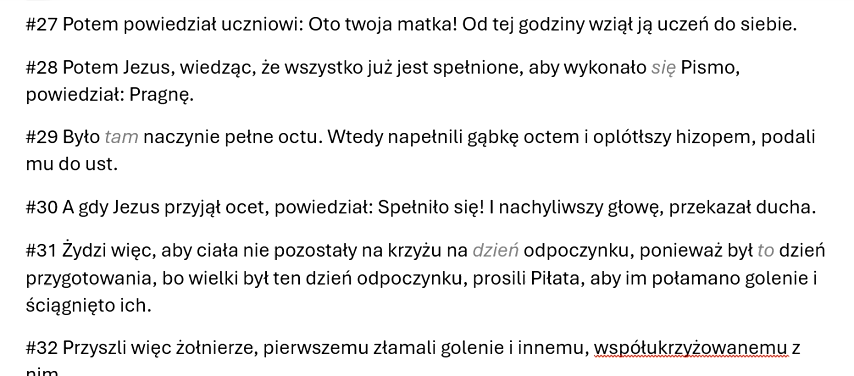 #27 Potem powiedział uczniowi: Oto twoja matka! Od tej godziny wziął ją uczeń do siebie.
#28 Potem Jezus, wiedząc, że wszystko już jest spełnione, aby wykonało się Pismo,
powiedział: Pragnę.
#29 Było tam naczynie pełne octu. Wtedy napełnili gąbkę octem i oplótłszy hizopem, podali
mu do ust.
#30 A gdy Jezus przyjął ocet, powiedział: Spełniło się! I nachyliwszy głowę, przekazał ducha.
#31 Żydzi więc, aby ciała nie pozostały na krzyżu na dzień odpoczynku, ponieważ był to dzień
przygotowania, bo wielki był ten dzień odpoczynku, prosili Piłata, aby im połamano golenie i
ściągnięto ich.
#32 Przyszli więc żołnierze, pierwszemu złamali golenie i innemu, współukrzyżowanemu z
nim.